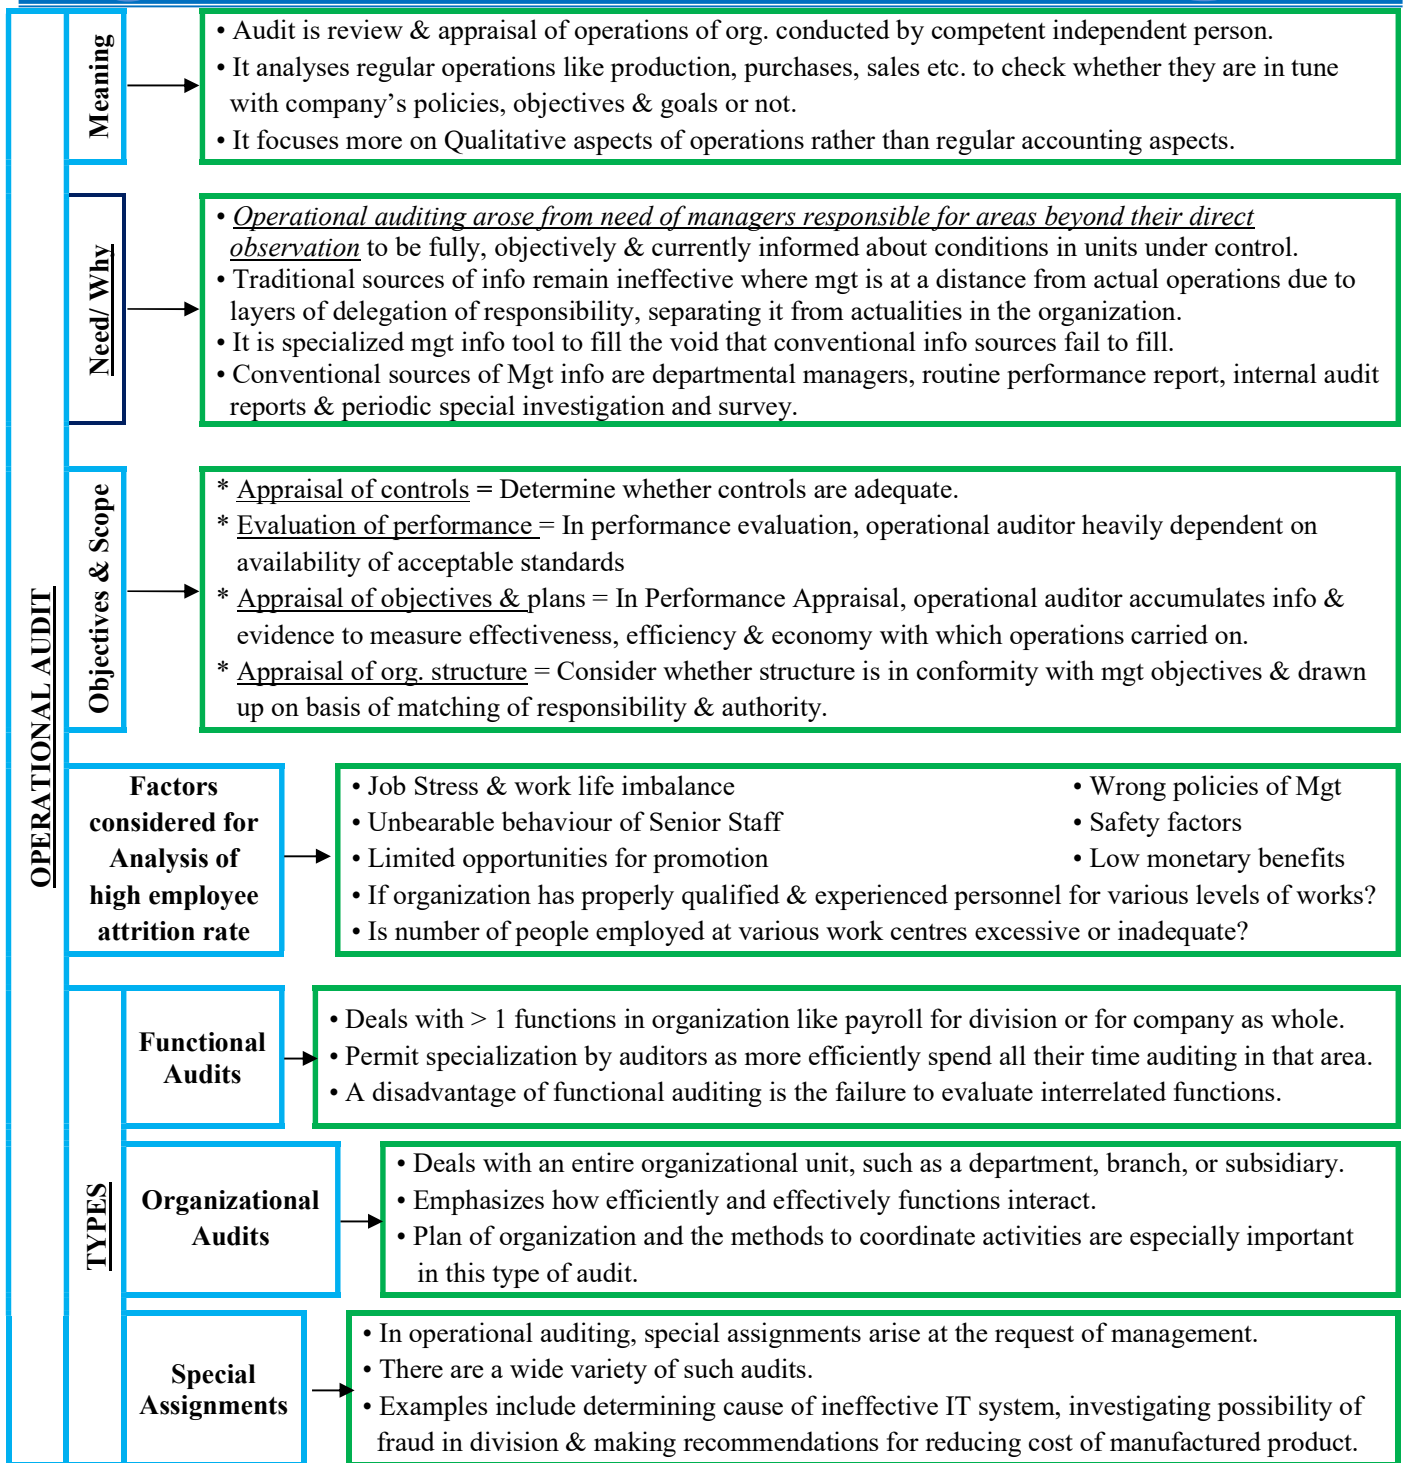 OPERATIONAL AUDIT
Meaning
• Audit is review & appraisal of operations of org. conducted by competent independent person.
• It analyses regular operations like production, purchases, sales etc. to check whether they are in tune
with company’s policies, objectives & goals or not.
• It focuses more on Qualitative aspects of operations rather than regular accounting aspects.
Need/ Why
• Operational auditing arose from need of managers responsible for areas beyond their direct
observation to be fully, objectively & currently informed about conditions in units under control.
• Traditional sources of info remain ineffective where mgt is at a distance from actual operations due to
layers of delegation of responsibility, separating it from actualities in the organization.
• It is specialized mgt info tool to fill the void that conventional info sources fail to fill.
• Conventional sources of Mgt info are departmental managers, routine performance report, internal audit
reports & periodic special investigation and survey.
Objectives & Scope
* Appraisal of controls = Determine whether controls are adequate.
* Evaluation of performance = In performance evaluation, operational auditor heavily dependent on
availability of acceptable standards
* Appraisal of objectives & plans = In Performance Appraisal, operational auditor accumulates info &
evidence to measure effectiveness, efficiency & economy with which operations carried on.
* Appraisal of org. structure = Consider whether structure is in conformity with mgt objectives & drawn
up on basis of matching of responsibility & authority.
Factors
considered for
Analysis of
high employee
attrition rate
• Job Stress & work life imbalance • Wrong policies of Mgt
• Unbearable behaviour of Senior Staff • Safety factors
• Limited opportunities for promotion • Low monetary benefits
• If organization has properly qualified & experienced personnel for various levels of works?
• Is number of people employed at various work centres excessive or inadequate?
TYPES
Functional
Audits
• Deals with > 1 functions in organization like payroll for division or for company as whole.
• Permit specialization by auditors as more efficiently spend all their time auditing in that area.
• A disadvantage of functional auditing is the failure to evaluate interrelated functions.
Organizational
Audits
• Deals with an entire organizational unit, such as a department, branch, or subsidiary.
• Emphasizes how efficiently and effectively functions interact.
• Plan of organization and the methods to coordinate activities are especially important
in this type of audit.
Special
Assignments
• In operational auditing, special assignments arise at the request of management.
• There are a wide variety of such audits.
• Examples include determining cause of ineffective IT system, investigating possibility of
fraud in division & making recommendations for reducing cost of manufactured product.